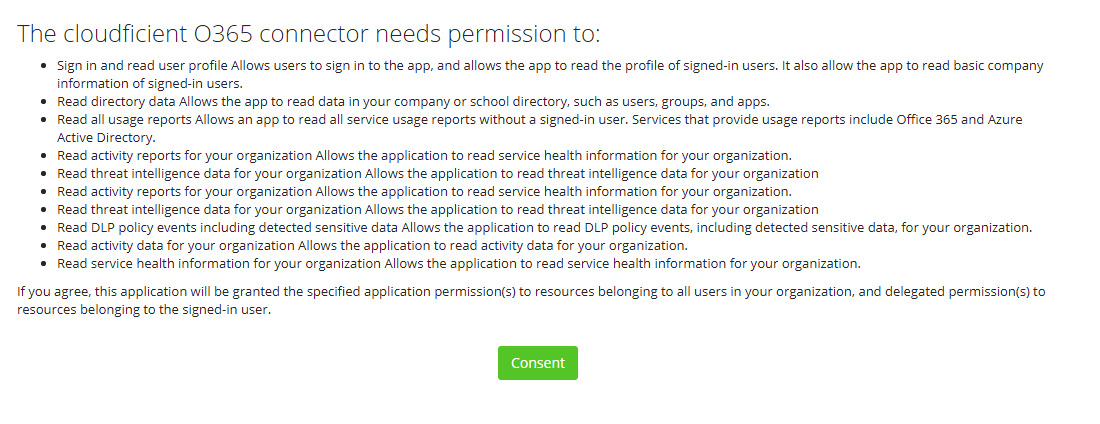 The cloudficient O365 connector needs permission to:
• Sign in and read user profile Allows users to sign in to the app, and allows the app to read the profile of signed-in users. It also allow the app to read basic company
information of signed-in users.
• Read directory data Allows the app to read data in your company or school directory, such as users, groups, and apps.
• Read all usage reports Allows an app to read all service usage reports without a signed-in user. Services that provide usage reports include Office 365 and Azure
Active Directory.
• Read activity reports for your organization Allows the application to read service health information for your organization.
• Read threat intelligence data for your organization Allows the application to read threat intelligence data for your organization
• Read activity reports for your organization Allows the application to read service health information for your organization.
• Read threat intelligence data for your organization Allows the application to read threat intelligence data for your organization
• Read DLP policy events including detected sensitive data Allows the application to read DLP policy events, including detected sensitive data, for your organization.
• Read activity data for your organization Allows the application to read activity data for your organization.
• Read service health information for your organization Allows the application to read service health information for your organization.
If you agree, this application will be granted the specified application permission(s) to resources belonging to all users in your organization, and delegated permission(s) to
resources belonging to the signed-in user.
Consent